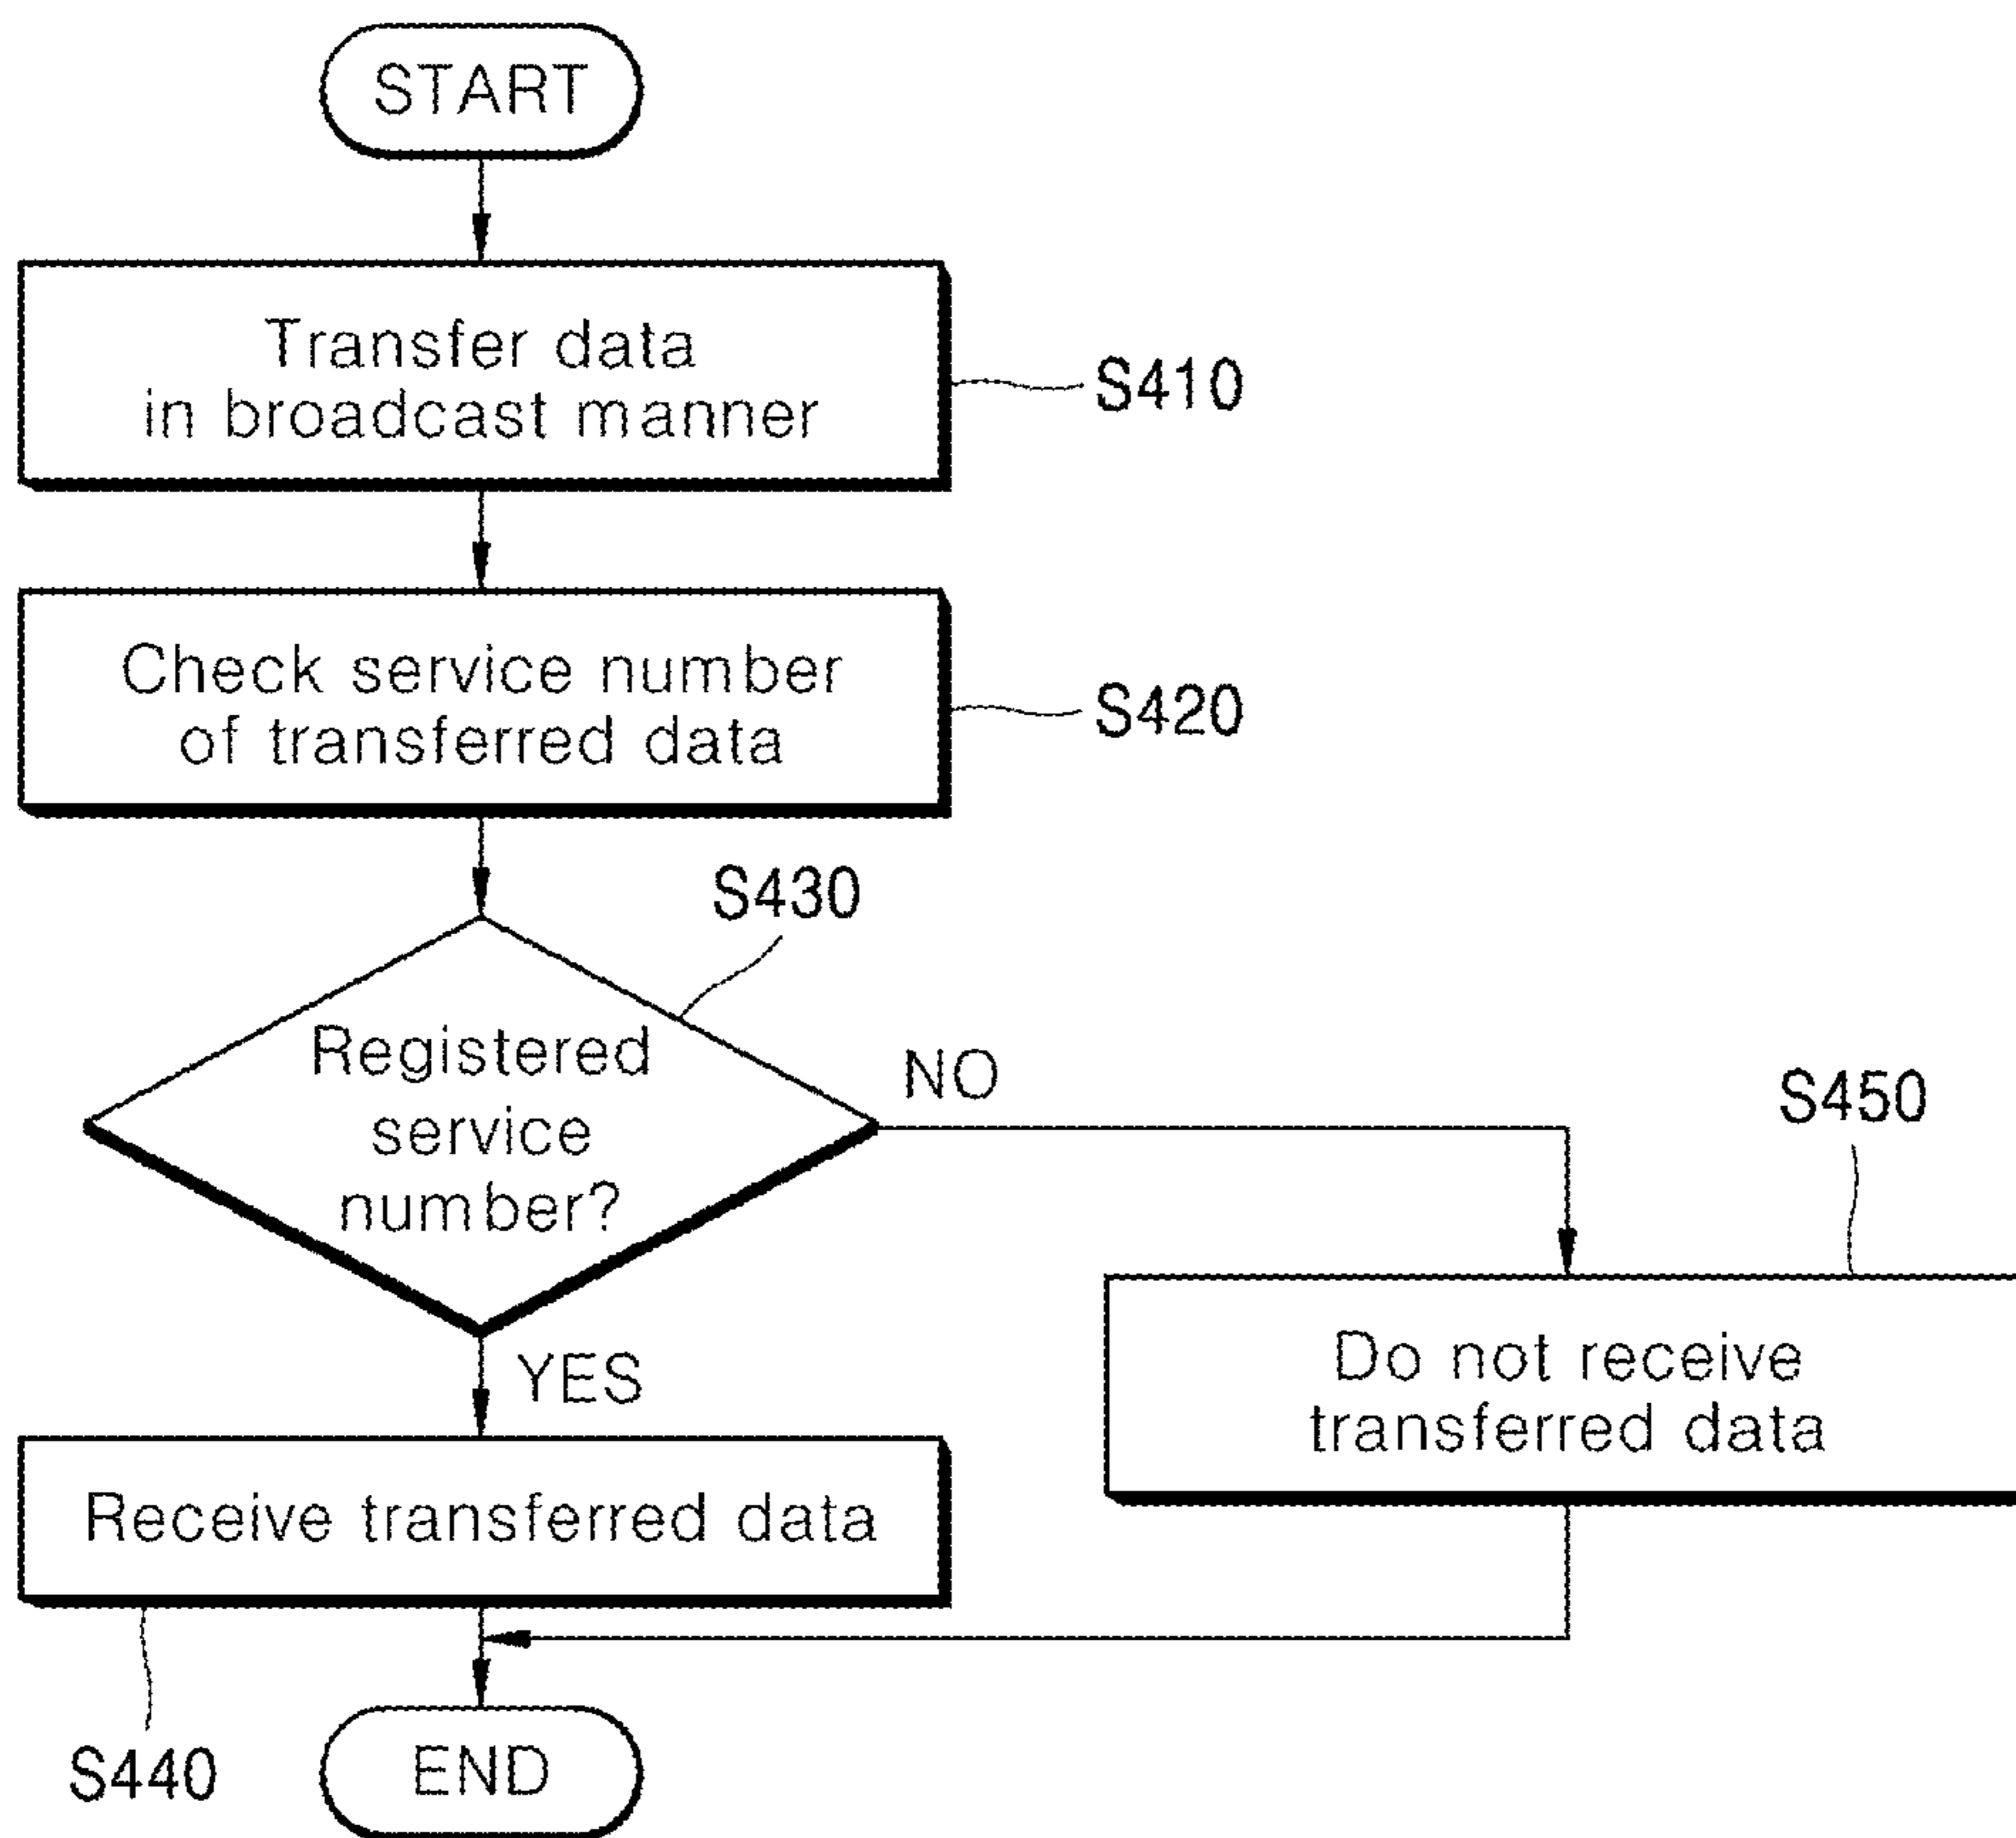 START
Transfer data
in broadcast manner
S410
Check service number
of transferred data
S420
S430
Registered
service
number?
NO
S450
YES
Do not receive
transferred data
Receive transferred data
S440
END